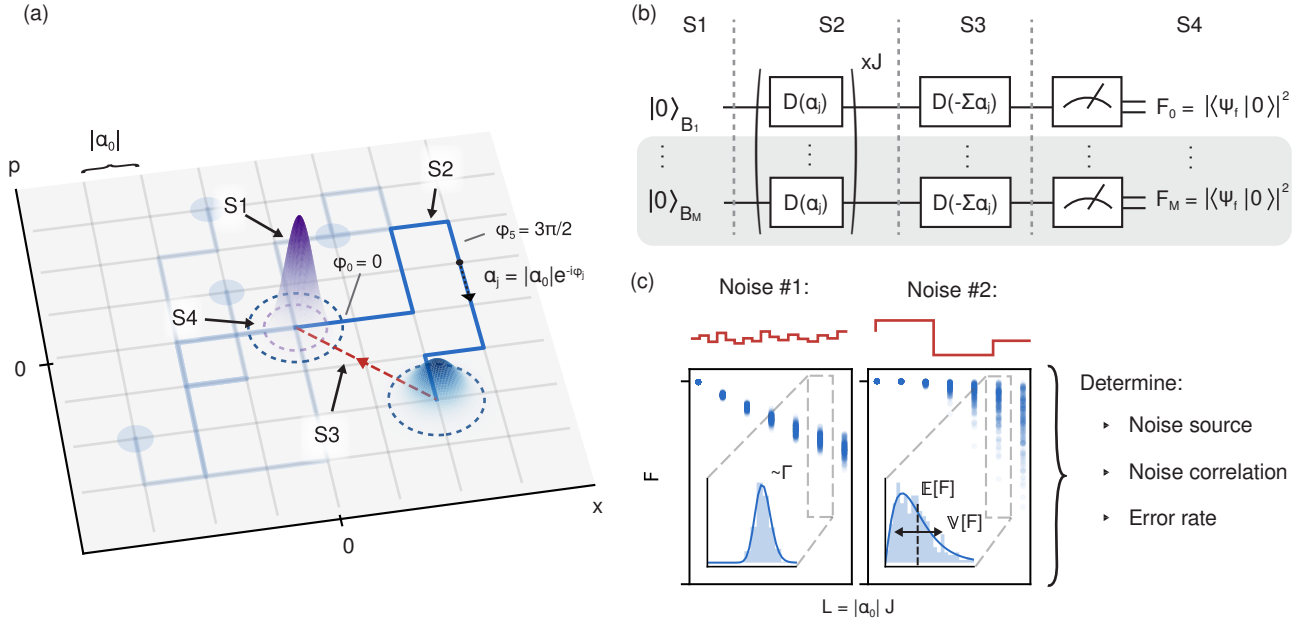 (a)
|α₀|
p
S1
S2
φ₅ = 3π/2
φ₀ = 0
αⱼ = |α₀|e^{-iφⱼ}
S4
0
S3
x
0
(b)
S1 S2 S3 S4
xJ
|0⟩_{B₁} D(αⱼ) D(-Σαⱼ) F₀ = |⟨Ψ_f|0⟩|²
⋮ ⋮ ⋮ ⋮
|0⟩_{B_M} D(αⱼ) D(-Σαⱼ) F_M = |⟨Ψ_f|0⟩|²
(c)
Noise #1: Noise #2:
F
~Γ
𝔼[F]
𝕍[F]
L = |α₀| J
Determine:
‣ Noise source
‣ Noise correlation
‣ Error rate